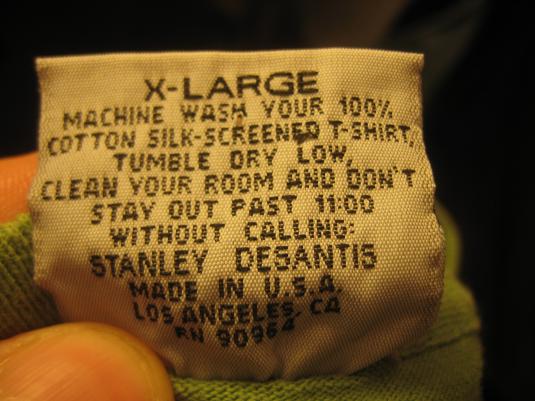 X-LARGE
MACHINE WASH YOUR 100%
COTTON SILK-SCREENED T-SHIRT,
TUMBLE DRY LOW,
CLEAN YOUR ROOM AND DON'T
STAY OUT PAST 11:00
WITHOUT CALLING:
STANLEY DESANTIS
MADE IN U.S.A.
LOS ANGELES, CA
RN 90964